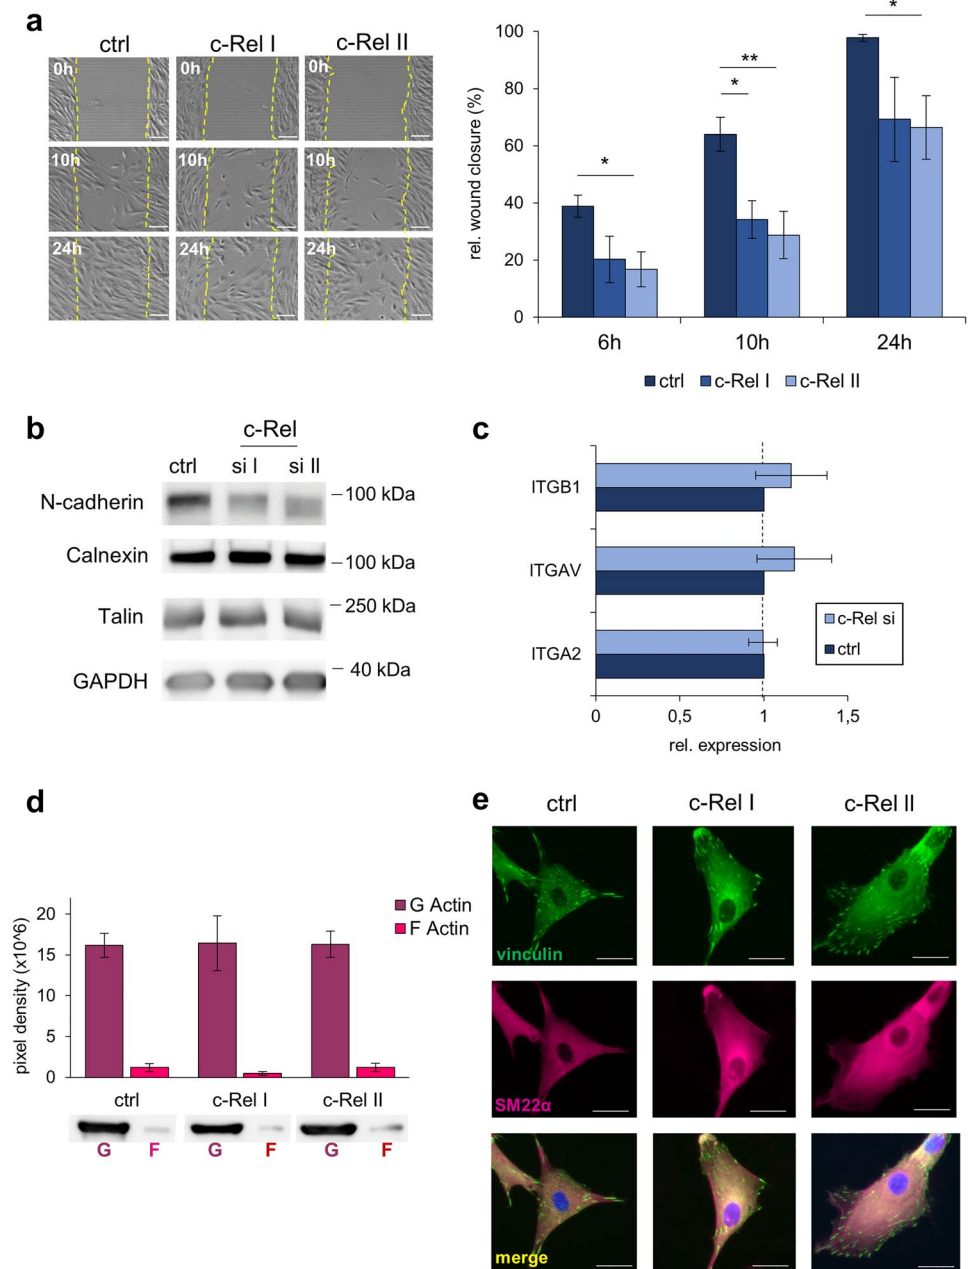 a
ctrl
c-Rel I
c-Rel II
0h
0h
0h
10h
10h
10h
24h
24h
24h
rel. wound closure (%)
100
80
60
40
20
0
*
*
**
*
6h
10h
24h
ctrl
c-Rel I
c-Rel II
b
c-Rel
ctrl
si I
si II
N-cadherin
100 kDa
Calnexin
100 kDa
Talin
250 kDa
GAPDH
40 kDa
c
ITGB1
ITGAV
ITGA2
c-Rel si
ctrl
0
0,5
1
1,5
rel. expression
d
pixel density (x10^6)
20
15
10
5
0
G Actin
F Actin
ctrl
c-Rel I
c-Rel II
G
F
G
F
G
F
e
ctrl
c-Rel I
c-Rel II
vinculin
SM22α
merge